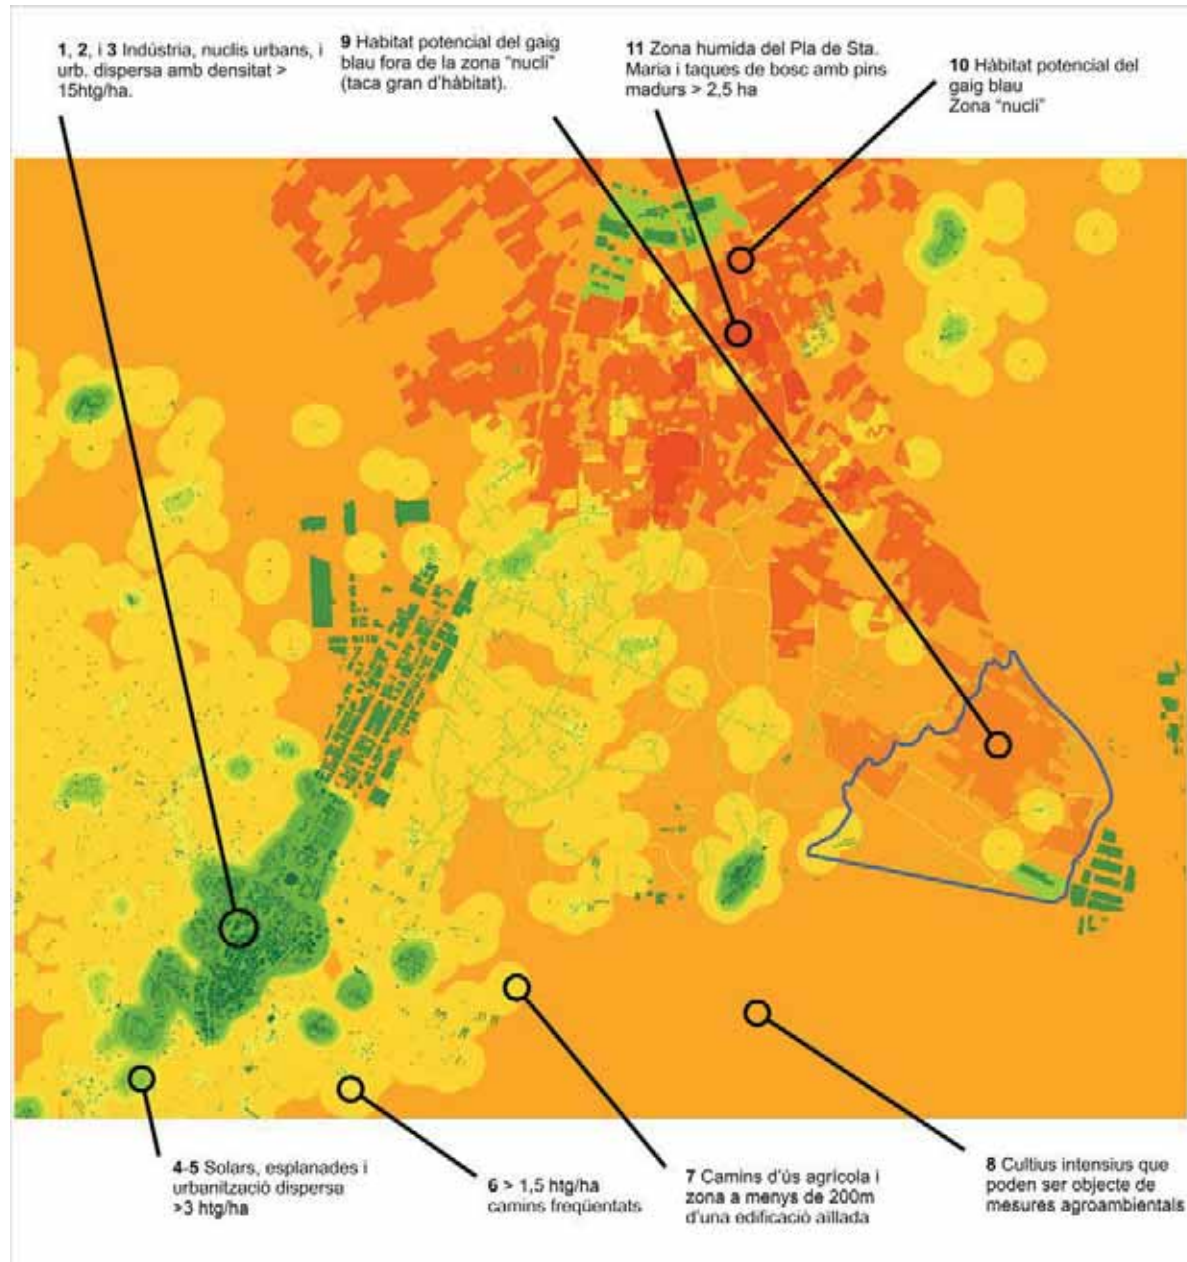 1, 2, i 3 Indústria, nuclis urbans, i
urb. dispersa amb densitat >
15htg/ha.
9 Habitat potencial del gaig
blau fora de la zona "nucli"
(taca gran d'hàbitat).
11 Zona humida del Pla de Sta.
Maria i taques de bosc amb pins
madurs > 2,5 ha
10 Hàbitat potencial del
gaig blau
Zona "nucli"
4-5 Solars, esplanades i
urbanització dispersa
>3 htg/ha
6 > 1,5 htg/ha
camins freqüentats
7 Camins d'ús agrícola i
zona a menys de 200m
d'una edificació aïllada
8 Cultius intensius que
poden ser objecte de
mesures agroambientals